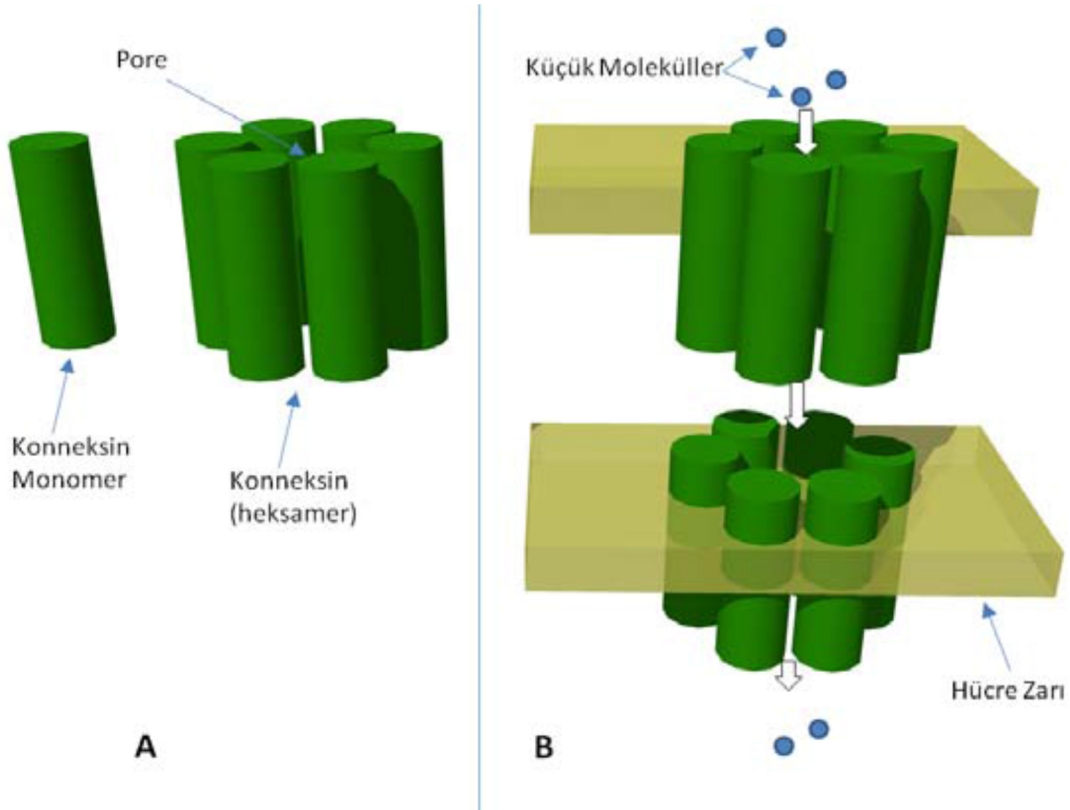 Pore
Konneksin
Monomer
Konneksin
(heksamer)
A
Küçük Moleküller
Hücre Zarı
B